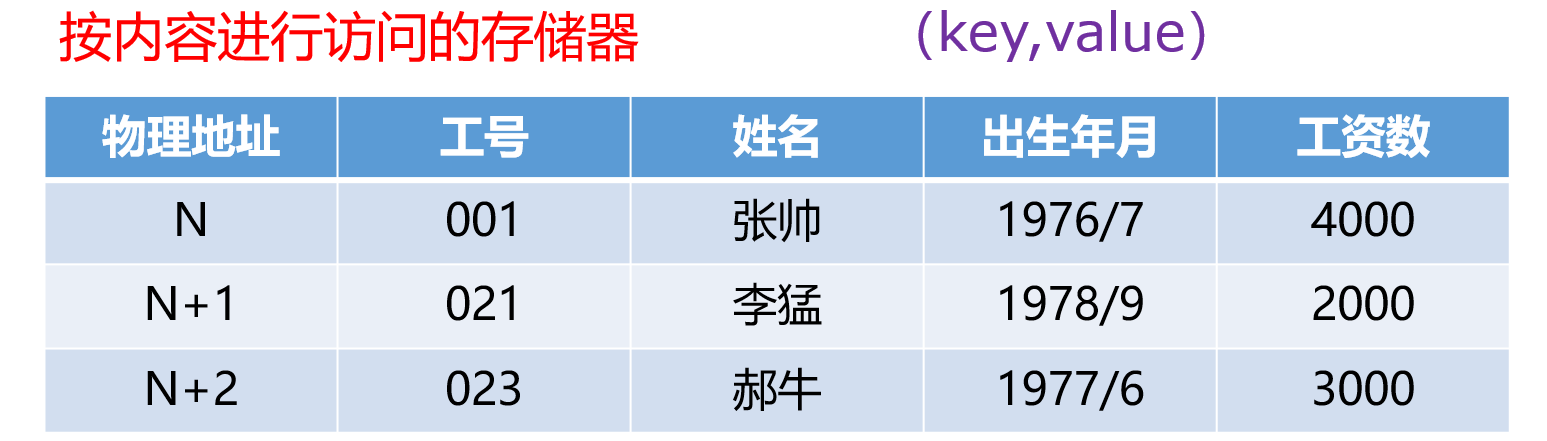 按内容进行访问的存储器 (key,value)
物理地址 工号 姓名 出生年月 工资数
N 001 张帅 1976/7 4000
N+1 021 李猛 1978/9 2000
N+2 023 郝牛 1977/6 3000